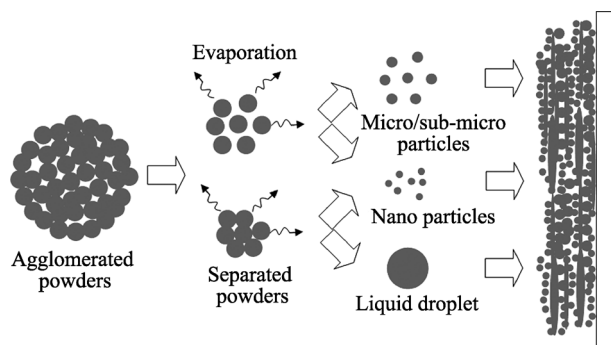 Evaporation
Micro/sub-micro
particles
Agglomerated
powders
Separated
powders
Nano particles
Liquid droplet